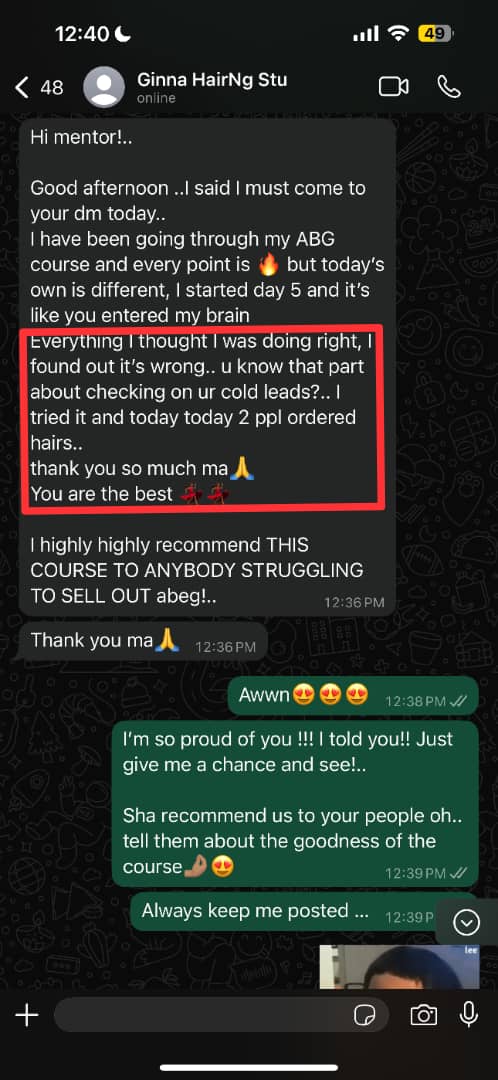 12:40
49
48
Ginna HairNg Stu
online
Hi mentor!..
Good afternoon ..I said I must come to
your dm today..
I have been going through my ABG
course and every point is 🔥 but today's
own is different, I started day 5 and it's
like you entered my brain
Everything I thought I was doing right, I
found out it's wrong.. u know that part
about checking on ur cold leads?.. I
tried it and today today 2 ppl ordered
hairs..
thank you so much ma🙏
You are the best 💃💃
I highly highly recommend THIS
COURSE TO ANYBODY STRUGGLING
TO SELL OUT abeg!..
12:36 PM
Thank you ma🙏 12:36 PM
Awwn😍😍😍 12:38 PM
I'm so proud of you !!! I told you!! Just
give me a chance and see!..
Sha recommend us to your people oh..
tell them about the goodness of the
course🤌🏽😍
12:39 PM
Always keep me posted ... 12:39 P
lee